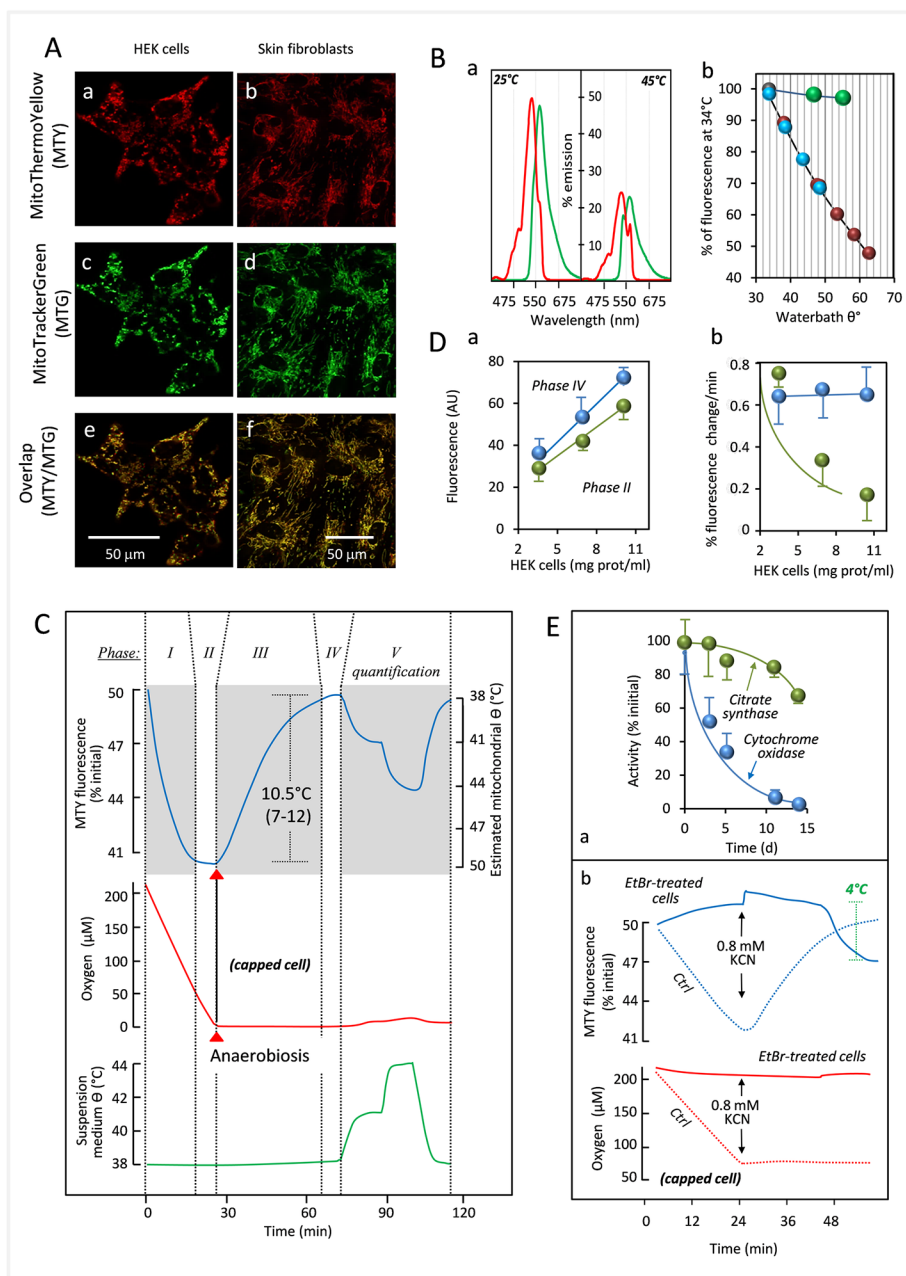 A
HEK cells
Skin fibroblasts
MitoThermoYellow
(MTY)
a
b
MitoTrackerGreen
(MTG)
c
d
Overlap
(MTY/MTG)
e
f
50 µm
50 µm
B
a
25°C
45°C
% emission
50
40
30
20
10
475 550 675 475 550 675
Wavelength (nm)
b
% of fluorescence at 34°C
100
90
80
70
60
50
40
30 40 50 60 70
Waterbath θ°
D
a
Fluorescence (AU)
80
60
40
20
0
Phase IV
Phase II
2 5 8 11
HEK cells (mg prot/ml)
b
% fluorescence change/min
0.8
0.6
0.4
0.2
0
2 5 8 11
HEK cells (mg prot/ml)
C
Phase: I II III IV V
quantification
MTY fluorescence
(% initial)
50
47
44
41
10.5°C
(7-12)
38
41
44
47
50
Estimated mitochondrial Θ (°C)
Oxygen (µM)
200
150
100
50
0
(capped cell)
Anaerobiosis
Suspension
medium Θ (°C)
44
42
40
38
0 30 60 90 120
Time (min)
E
Activity (% iniitial)
100
80
60
40
20
0
Citrate
synthase
Cytochrome
oxidase
0 5 10 15
Time (d)
a
b
EtBr-treated
cells
4°C
MTY fluorescence
(% initial)
50
47
44
41
0.8 mM
KCN
Ctrl
EtBr-treated cells
Oxygen (µM)
200
150
100
50
0.8 mM
KCN
Ctrl
(capped cell)
0 12 24 36 48
Time (min)